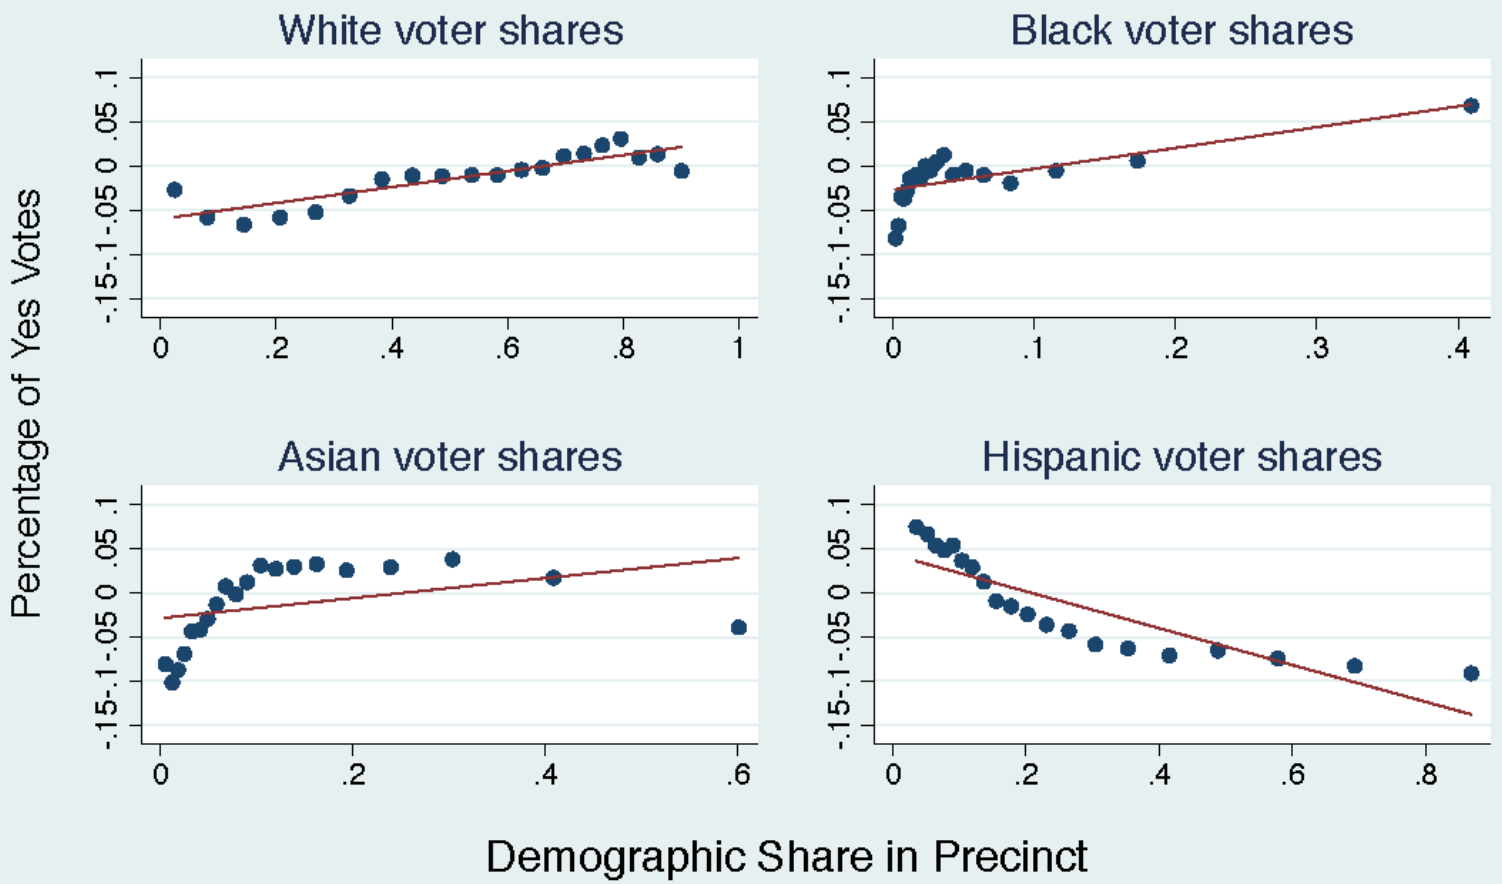 White voter shares
Black voter shares
.1
.05
0
-.05
-.1
-.15
0 .2 .4 .6 .8 1
.1
.05
0
-.05
-.1
-.15
0 .1 .2 .3 .4
Percentage of Yes Votes
Asian voter shares
Hispanic voter shares
.1
.05
0
-.05
-.1
-.15
0 .2 .4 .6
.1
.05
0
-.05
-.1
-.15
0 .2 .4 .6 .8
Demographic Share in Precinct